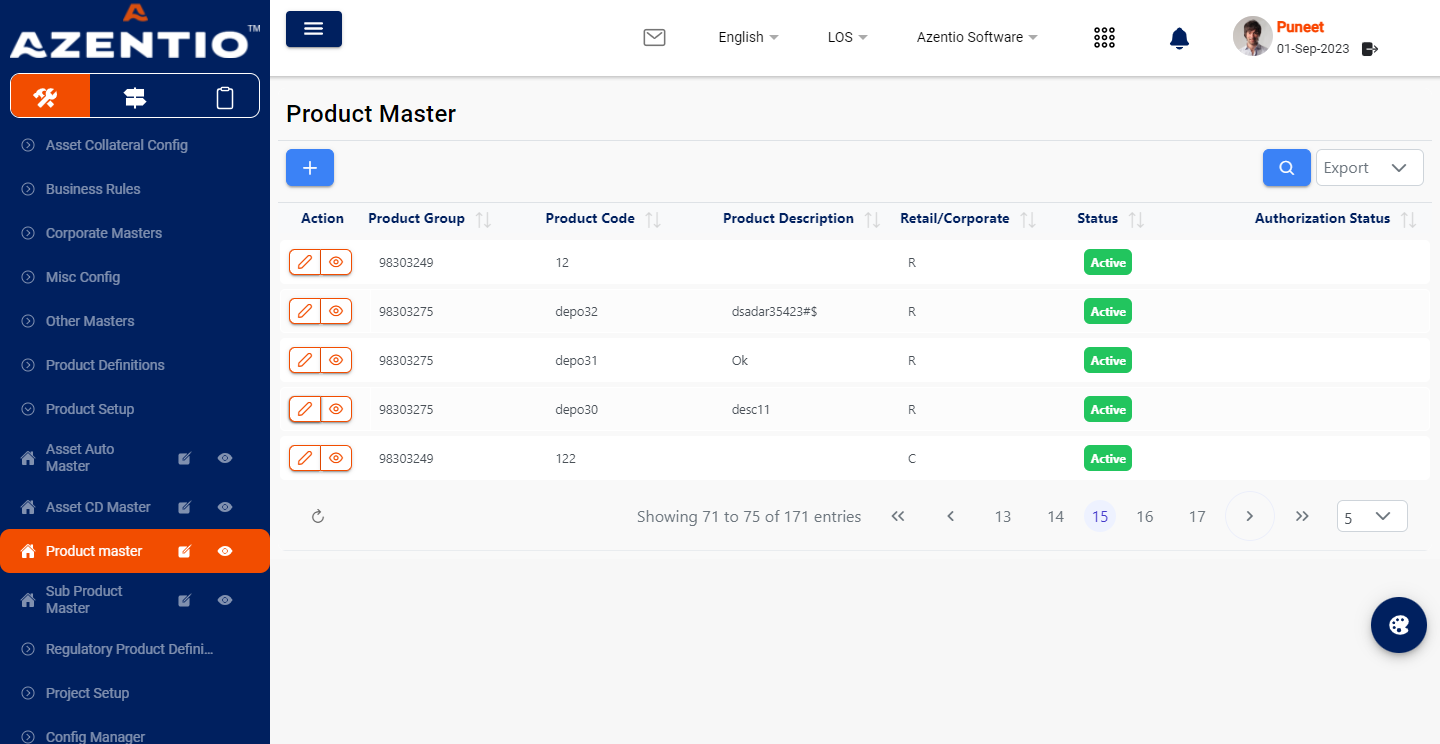 AZENTIO™
English
LOS
Azentio Software
Puneet
01-Sep-2023
Asset Collateral Config
Business Rules
Corporate Masters
Misc Config
Other Masters
Product Definitions
Product Setup
Asset Auto
Master
Asset CD Master
Product master
Sub Product
Master
Regulatory Product Defini...
Project Setup
Config Manager
Product Master
Export
Action Product Group Product Code Product Description Retail/Corporate Status Authorization Status
98303249 12 R Active
98303275 depo32 dsadar35423#$ R Active
98303275 depo31 Ok R Active
98303275 depo30 desc11 R Active
98303249 122 C Active
Showing 71 to 75 of 171 entries 13 14 15 16 17 5